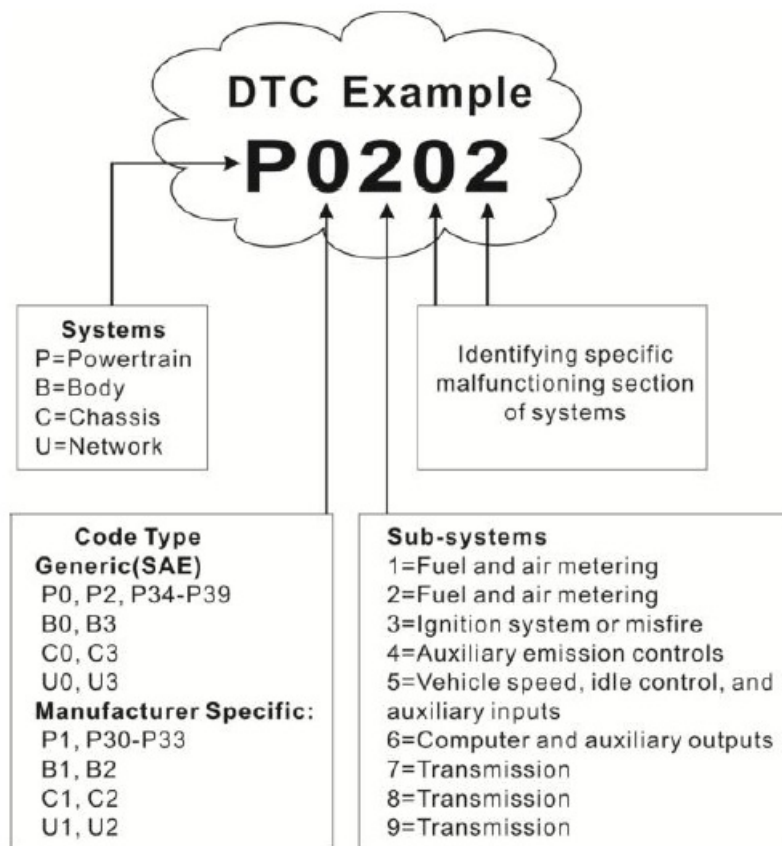 DTC Example
P0202
Systems
P=Powertrain
B=Body
C=Chassis
U=Network
Identifying specific
malfunctioning section
of systems
Code Type
Generic(SAE)
P0, P2, P34-P39
B0, B3
C0, C3
U0, U3
Manufacturer Specific:
P1, P30-P33
B1, B2
C1, C2
U1, U2
Sub-systems
1=Fuel and air metering
2=Fuel and air metering
3=Ignition system or misfire
4=Auxiliary emission controls
5=Vehicle speed, idle control, and
auxiliary inputs
6=Computer and auxiliary outputs
7=Transmission
8=Transmission
9=Transmission